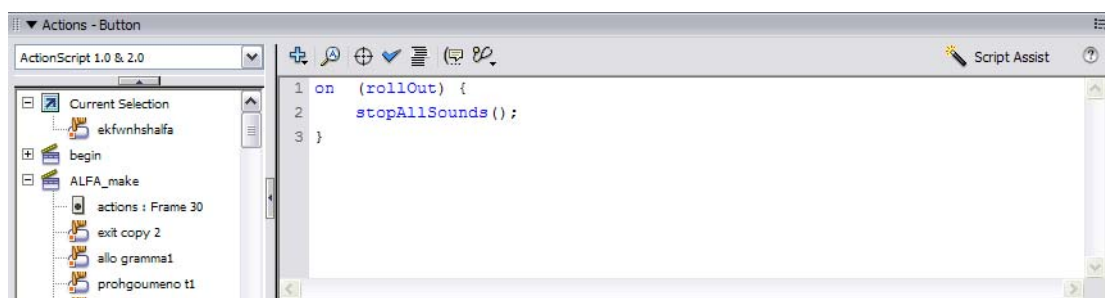 Actions - Button
ActionScript 1.0 & 2.0
Script Assist
Current Selection
ekfwnhshalfa
begin
ALFA_make
actions : Frame 30
exit copy 2
allo gramma1
prohgoumeno t1
1 on (rollOut) {
2 stopAllSounds();
3 }